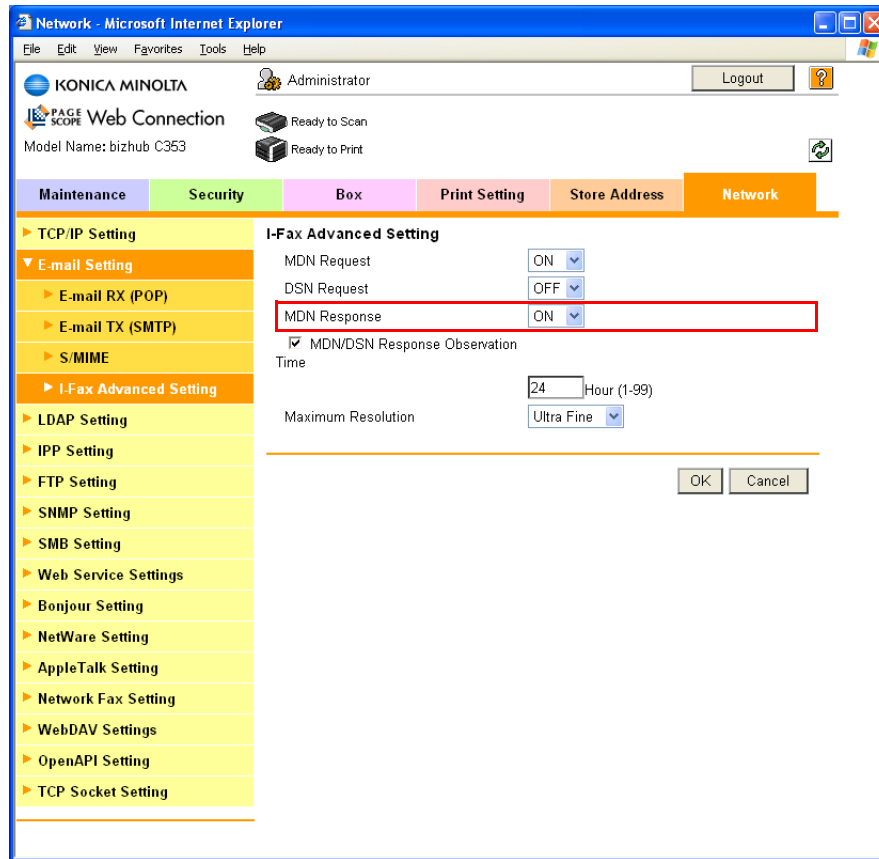 Network - Microsoft Internet Explorer
File Edit View Favorites Tools Help
KONICA MINOLTA
Administrator
Logout
?
PAGE SCOPE Web Connection
Ready to Scan
Model Name: bizhub C353
Ready to Print
Maintenance Security Box Print Setting Store Address Network
TCP/IP Setting
E-mail Setting
E-mail RX (POP)
E-mail TX (SMTP)
S/MIME
I-Fax Advanced Setting
LDAP Setting
IPP Setting
FTP Setting
SNMP Setting
SMB Setting
Web Service Settings
Bonjour Setting
NetWare Setting
AppleTalk Setting
Network Fax Setting
WebDAV Settings
OpenAPI Setting
TCP Socket Setting
I-Fax Advanced Setting
MDN Request ON
DSN Request OFF
MDN Response ON
MDN/DSN Response Observation
Time
24 Hour (1-99)
Maximum Resolution Ultra Fine
OK Cancel